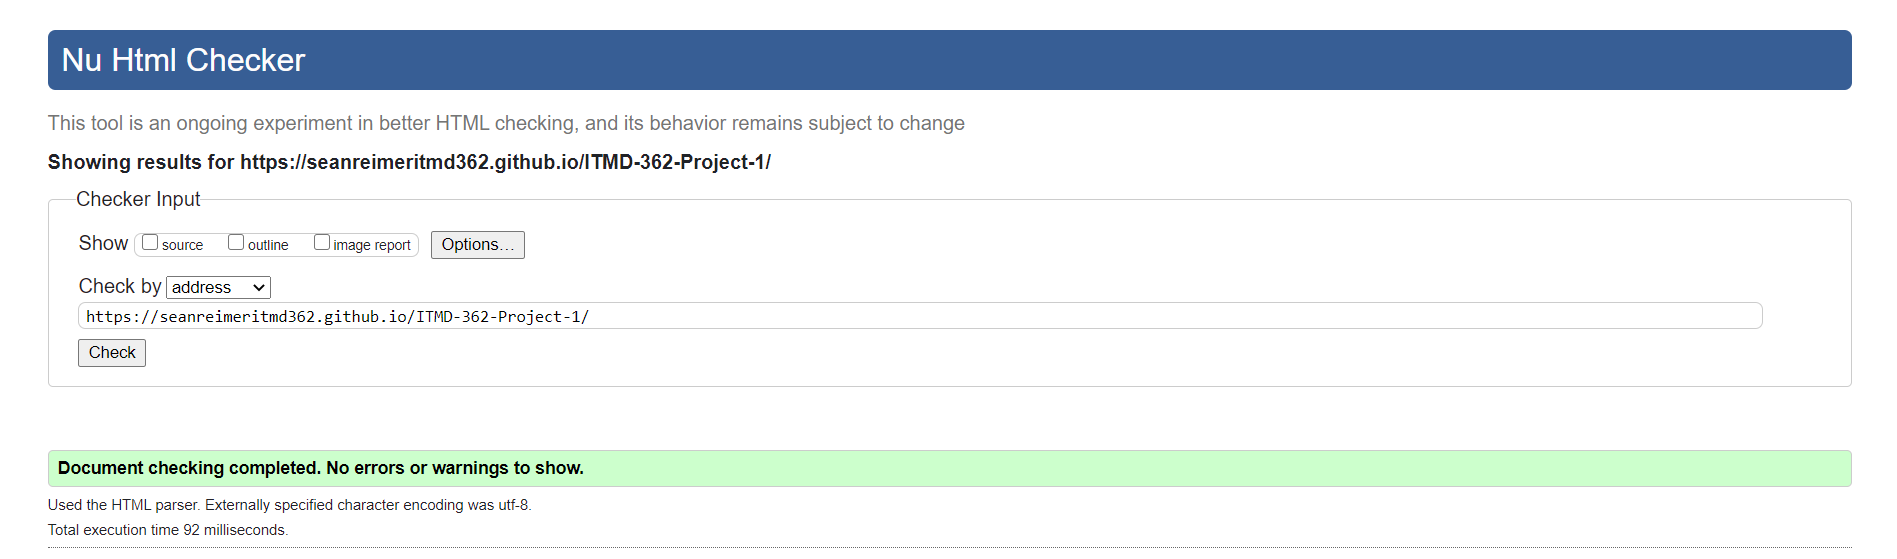 Nu Html Checker
This tool is an ongoing experiment in better HTML checking, and its behavior remains subject to change
Showing results for https://seanreimeritmd362.github.io/ITMD-362-Project-1/
Checker Input
Show source outline image report Options...
Check by address
https://seanreimeritmd362.github.io/ITMD-362-Project-1/
Check
Document checking completed. No errors or warnings to show.
Used the HTML parser. Externally specified character encoding was utf-8.
Total execution time 92 milliseconds.